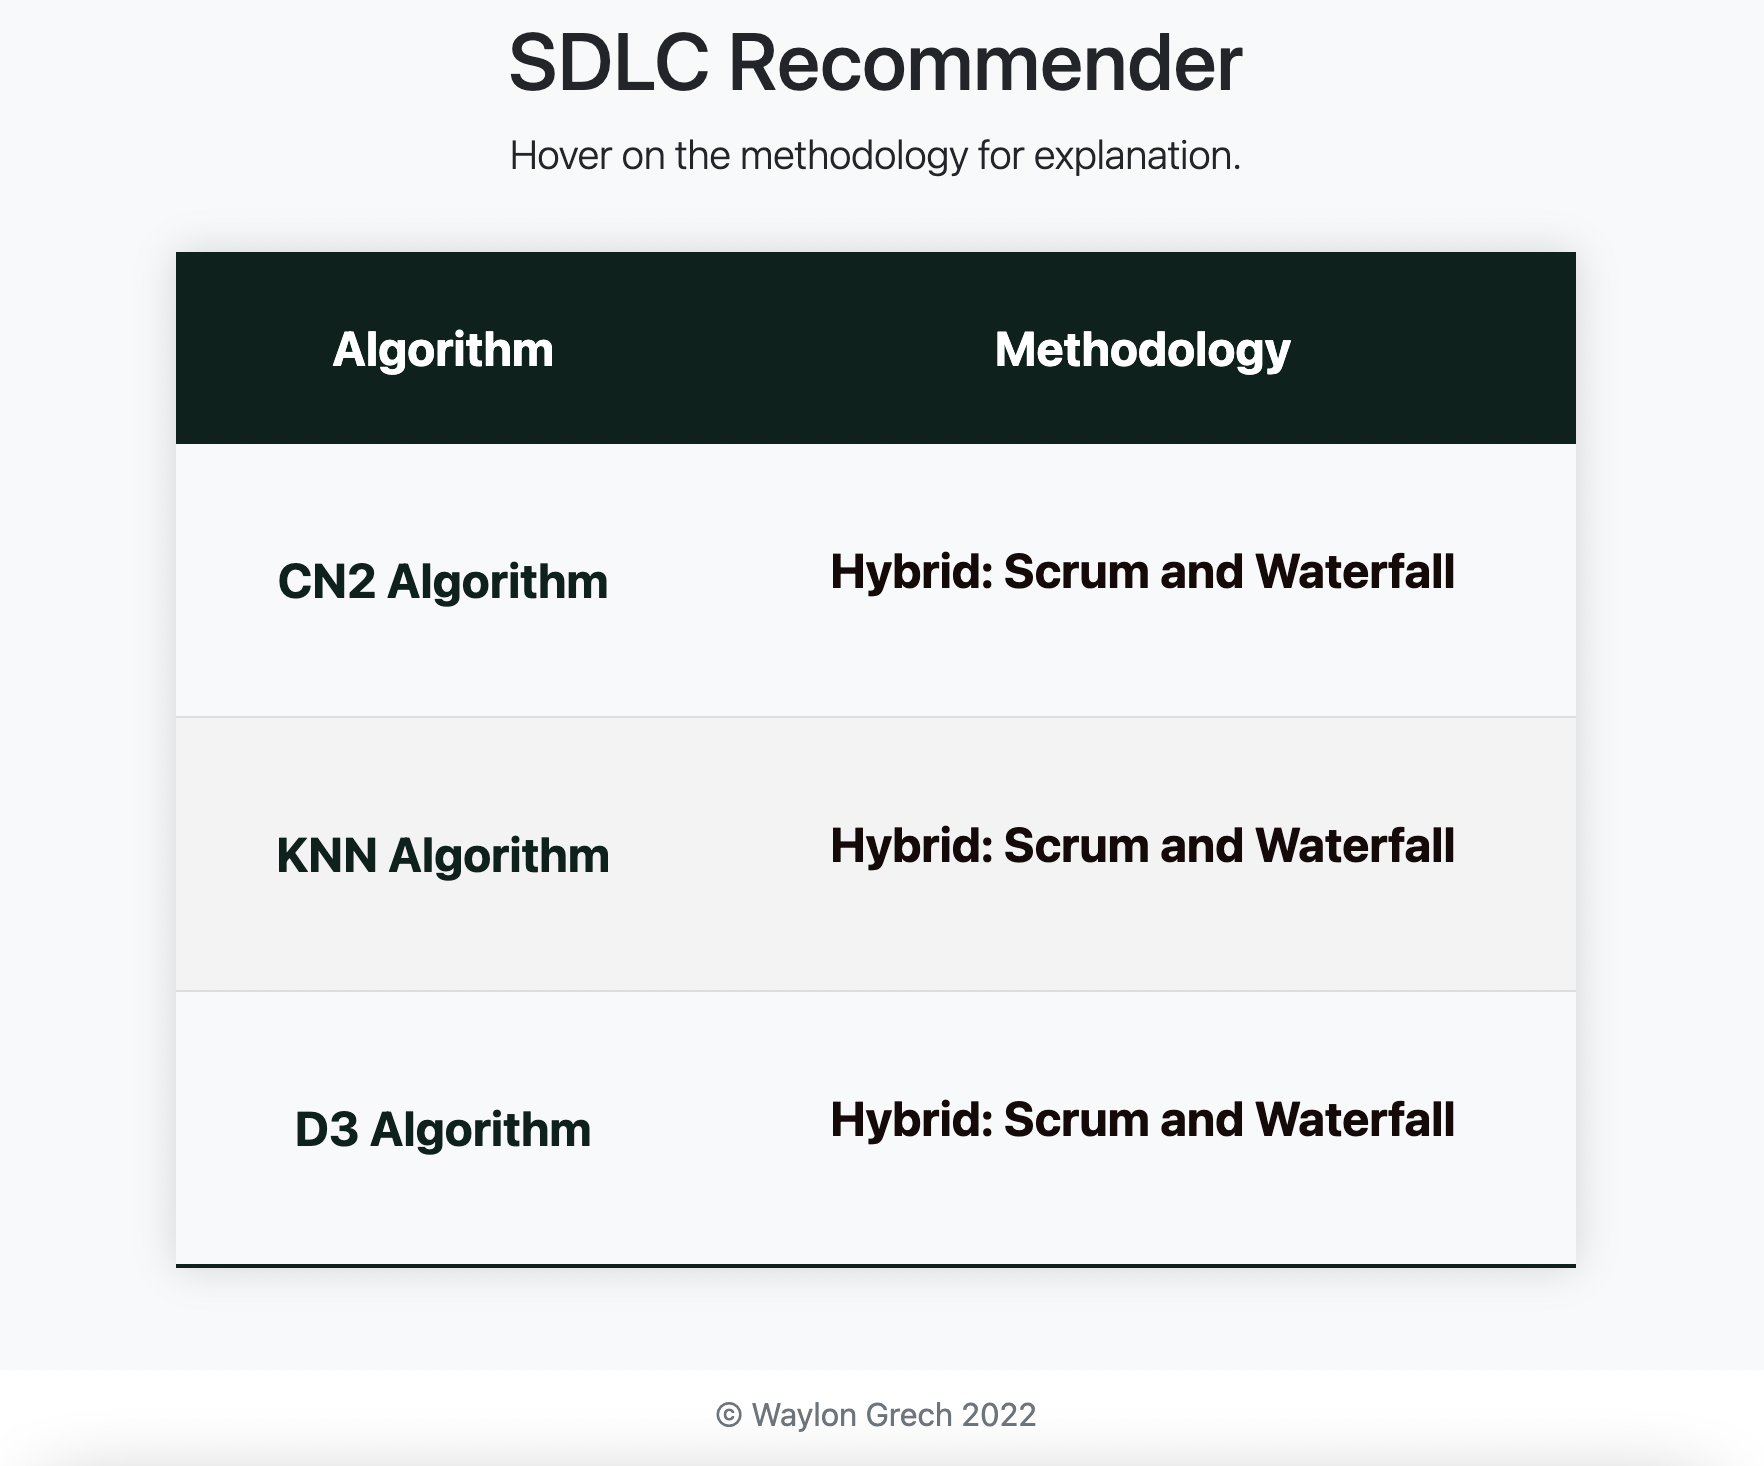 SDLC Recommender
Hover on the methodology for explanation.
Algorithm Methodology
CN2 Algorithm Hybrid: Scrum and Waterfall
KNN Algorithm Hybrid: Scrum and Waterfall
D3 Algorithm Hybrid: Scrum and Waterfall
© Waylon Grech 2022